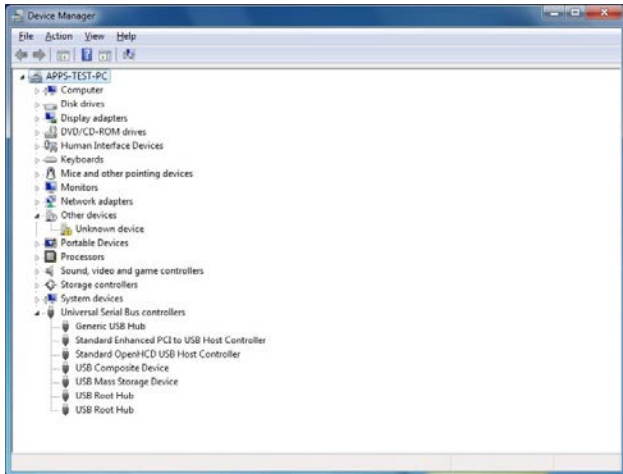 Device Manager
File Action View Help
APPS-TEST-PC
Computer
Disk drives
Display adapters
DVD/CD-ROM drives
Human Interface Devices
Keyboards
Mice and other pointing devices
Monitors
Network adapters
Other devices
Unknown device
Portable Devices
Processors
Sound, video and game controllers
Storage controllers
System devices
Universal Serial Bus controllers
Generic USB Hub
Standard Enhanced PCI to USB Host Controller
Standard OpenHCD USB Host Controller
USB Composite Device
USB Mass Storage Device
USB Root Hub
USB Root Hub